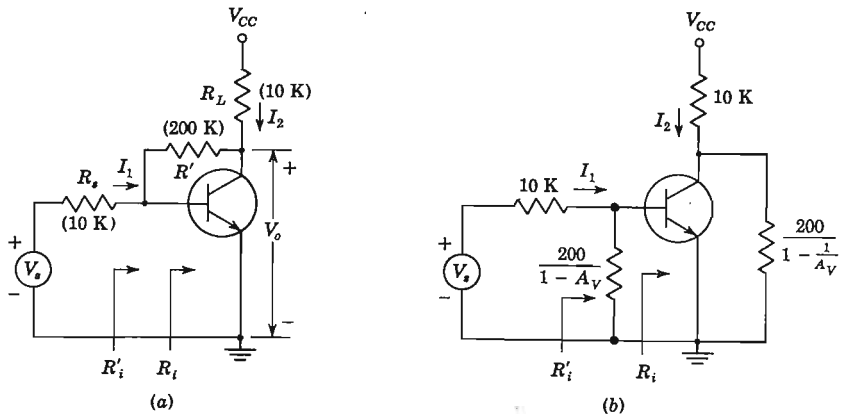 V_CC
R_L
(10 K)
I_2
(200 K)
R'
+
I_1
R_s
(10 K)
+
V_s
−
V_o
−
R'_i
R_i
(a)
V_CC
10 K
I_2
I_1
10 K
+
V_s
−
200
1 − A_V
200
1 − 1/A_V
R'_i
R_i
(b)